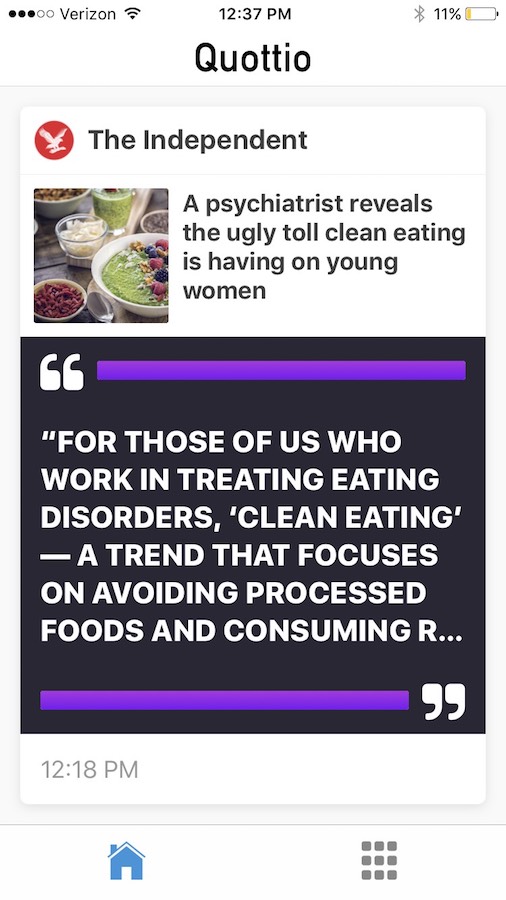 Verizon 12:37 PM 11%
Quottio
The Independent
A psychiatrist reveals
the ugly toll clean eating
is having on young
women
“FOR THOSE OF US WHO
WORK IN TREATING EATING
DISORDERS, ‘CLEAN EATING’
— A TREND THAT FOCUSES
ON AVOIDING PROCESSED
FOODS AND CONSUMING R...
12:18 PM